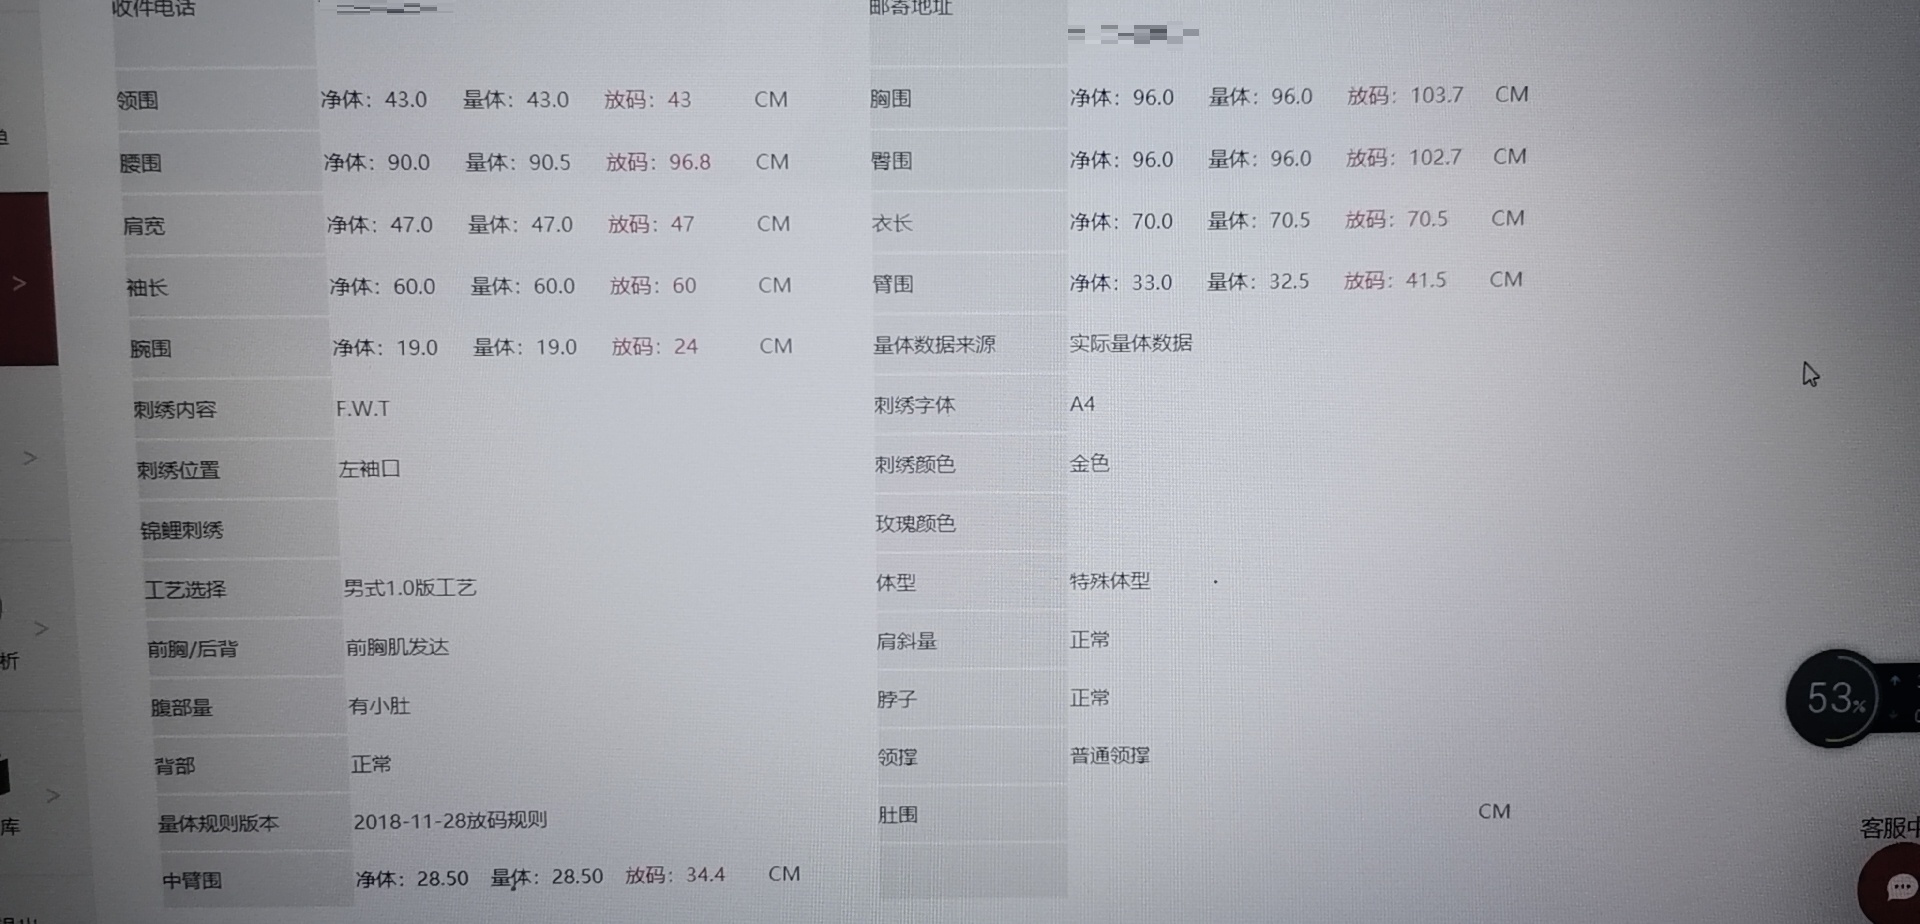 收件电话 邮寄地址
领围 净体：43.0 量体：43.0 放码：43 CM 胸围 净体：96.0 量体：96.0 放码：103.7 CM
腰围 净体：90.0 量体：90.5 放码：96.8 CM 臀围 净体：96.0 量体：96.0 放码：102.7 CM
肩宽 净体：47.0 量体：47.0 放码：47 CM 衣长 净体：70.0 量体：70.5 放码：70.5 CM
袖长 净体：60.0 量体：60.0 放码：60 CM 臂围 净体：33.0 量体：32.5 放码：41.5 CM
腕围 净体：19.0 量体：19.0 放码：24 CM 量体数据来源 实际量体数据
刺绣内容 F.W.T 刺绣字体 A4
刺绣位置 左袖口 刺绣颜色 金色
锦鲤刺绣 玫瑰颜色
工艺选择 男式1.0版工艺 体型 特殊体型
前胸/后背 前胸肌发达 肩斜量 正常
析
腹部量 有小肚 脖子 正常
53%
背部 正常 领撑 普通领撑
库
量体规则版本 2018-11-28放码规则 肚围 CM
客服中
中臂围 净体：28.50 量体：28.50 放码：34.4 CM